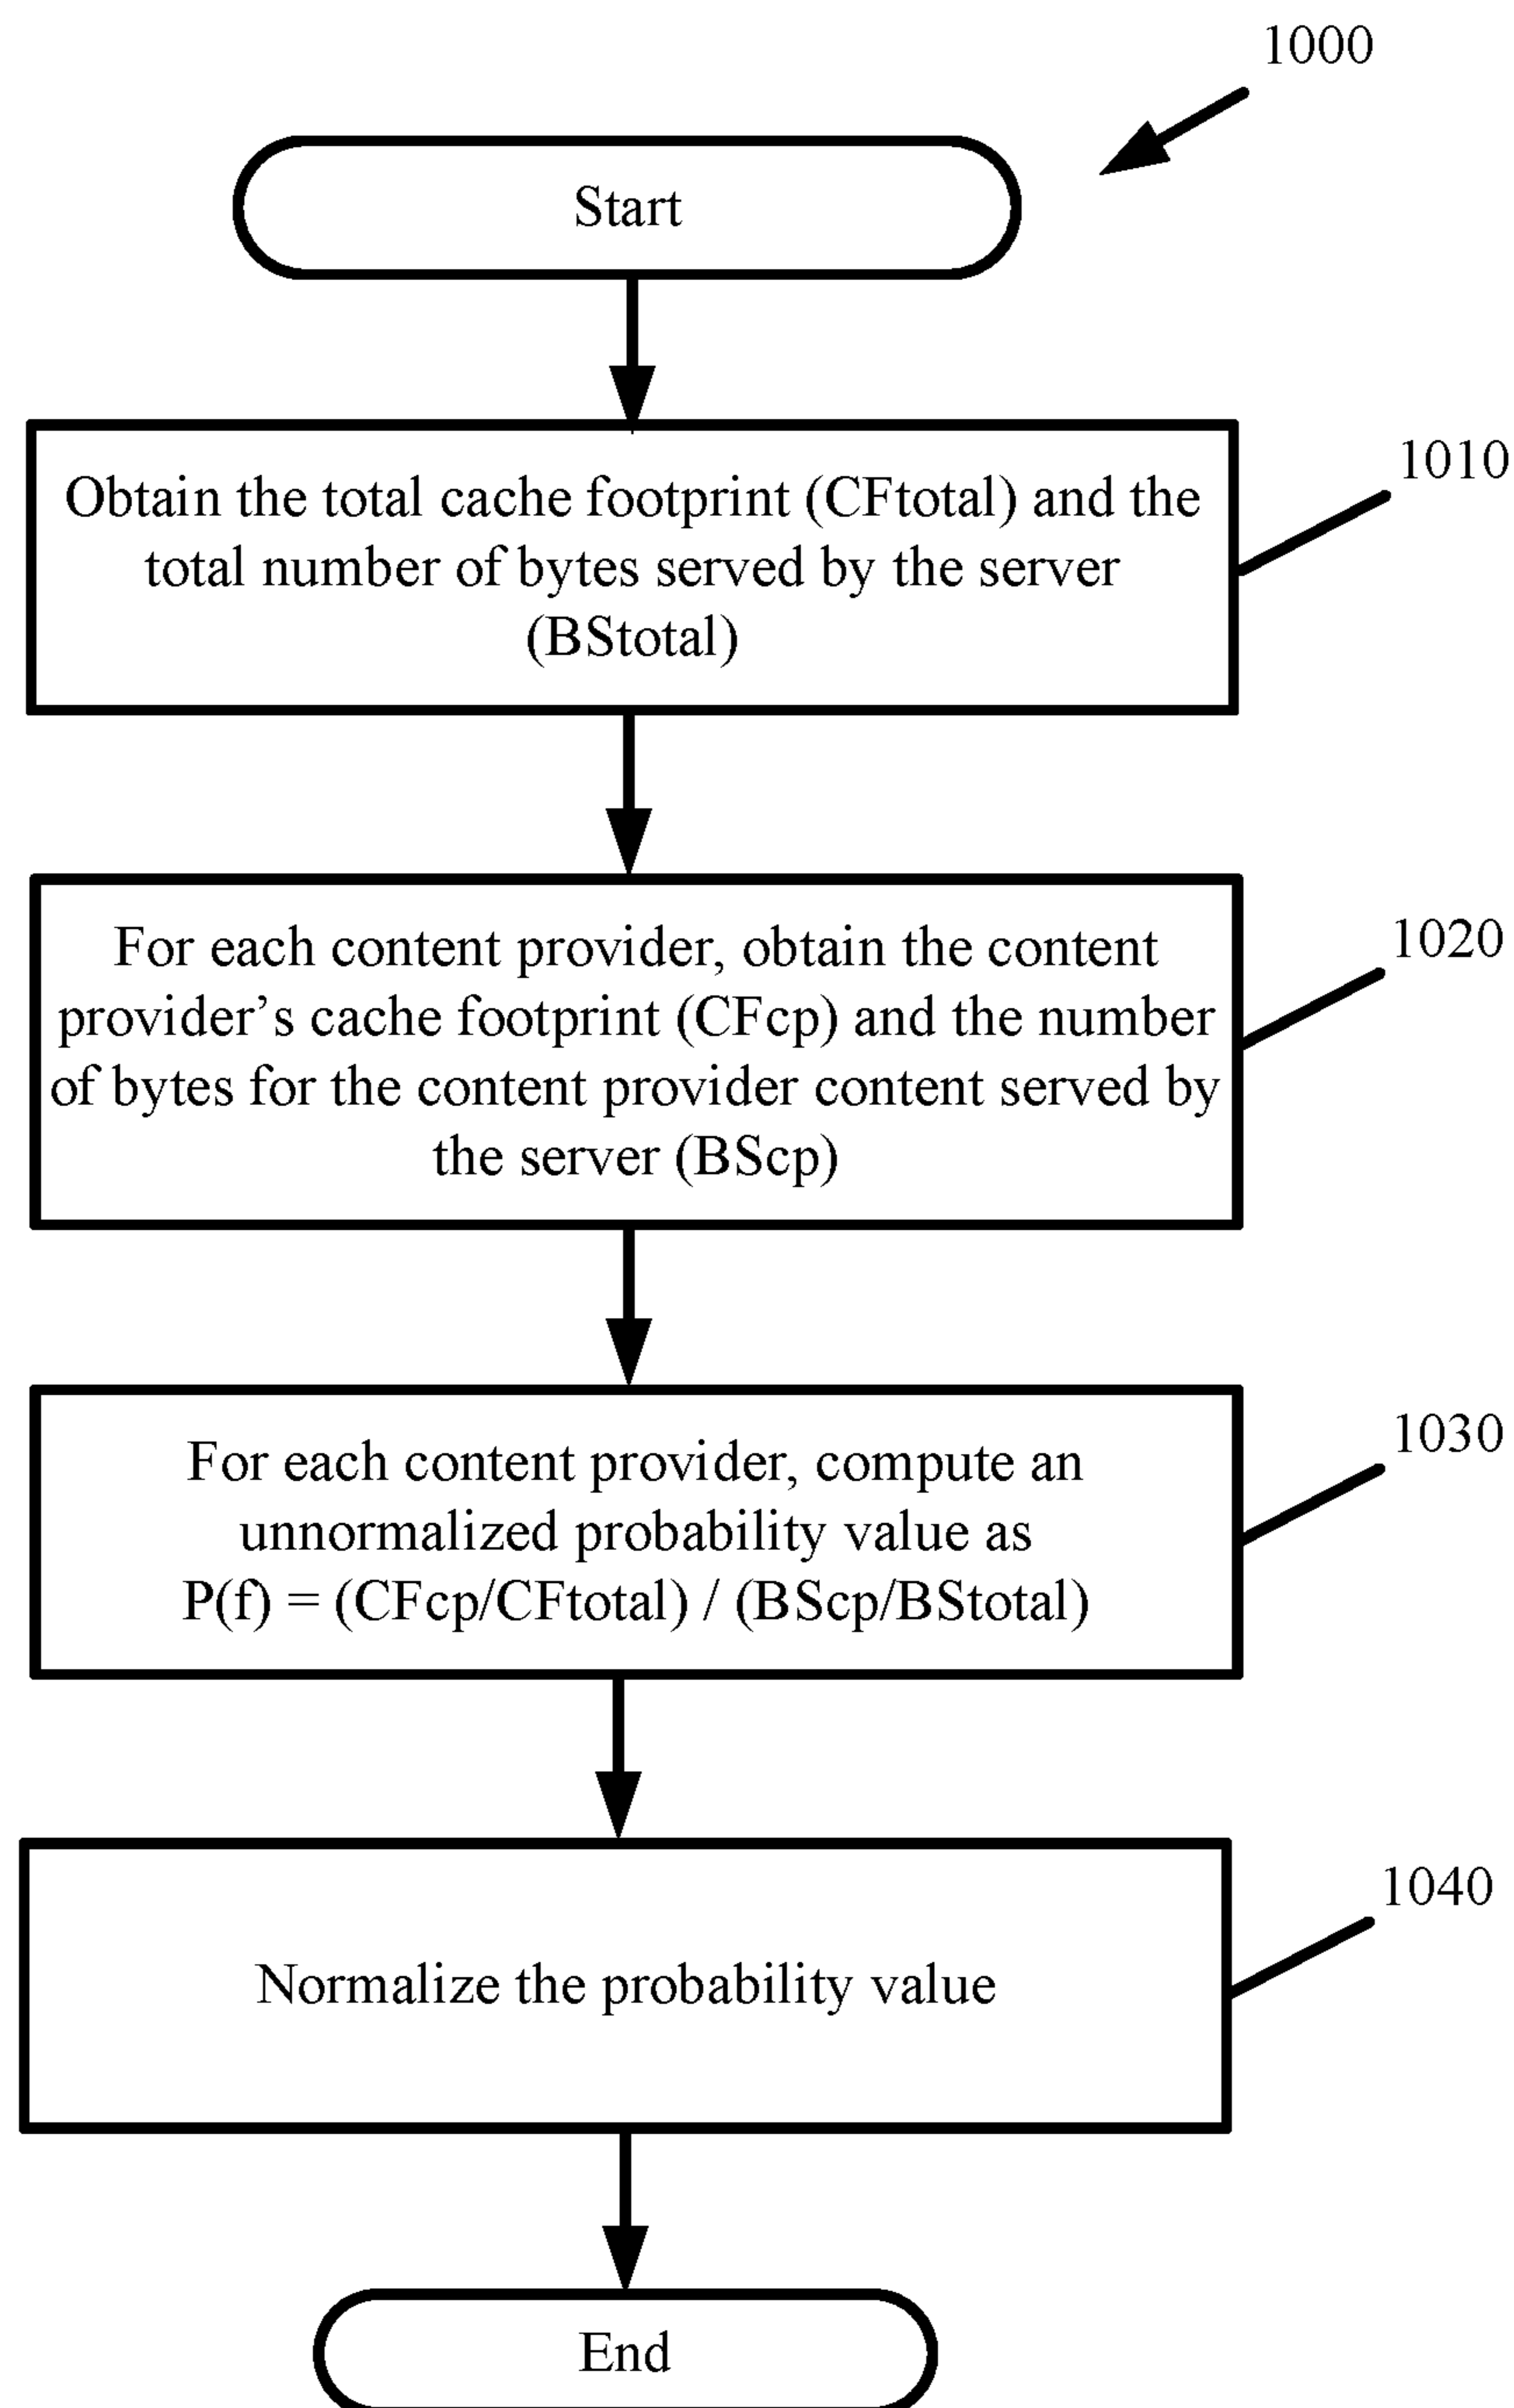 1000
Start
Obtain the total cache footprint (CFtotal) and the
total number of bytes served by the server
(BStotal)
1010
For each content provider, obtain the content
provider’s cache footprint (CFcp) and the number
of bytes for the content provider content served by
the server (BScp)
1020
For each content provider, compute an
unnormalized probability value as
P(f) = (CFcp/CFtotal) / (BScp/BStotal)
1030
Normalize the probability value
1040
End